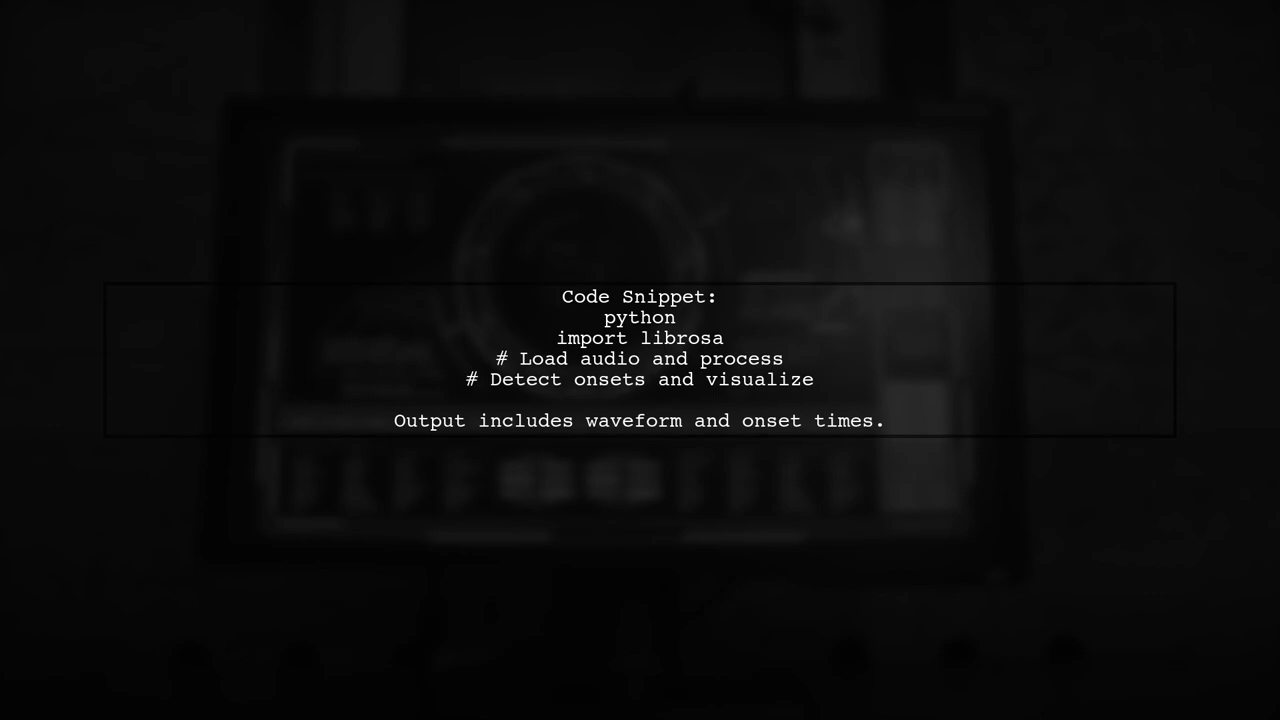 Code Snippet:
python
import librosa
# Load audio and process
# Detect onsets and visualize
Output includes waveform and onset times.